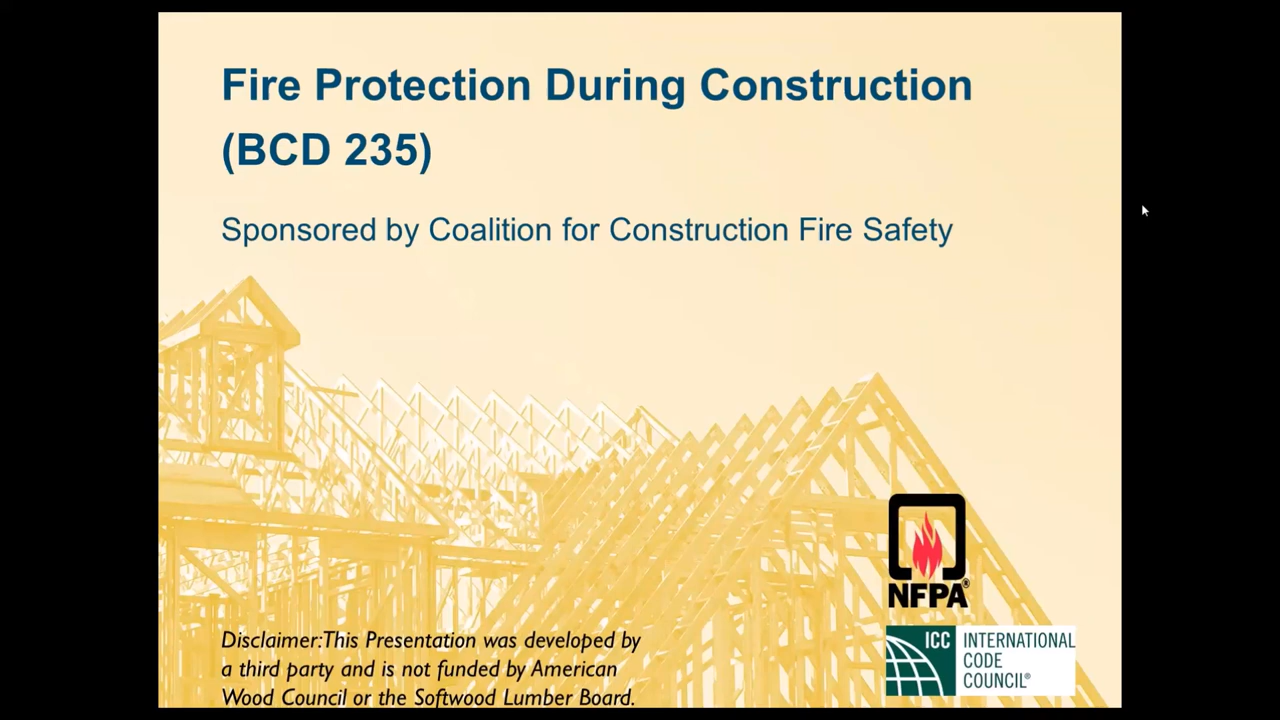 Fire Protection During Construction
(BCD 235)
Sponsored by Coalition for Construction Fire Safety
NFPA®
ICC INTERNATIONAL
CODE
COUNCIL®
Disclaimer:This Presentation was developed by
a third party and is not funded by American
Wood Council or the Softwood Lumber Board.